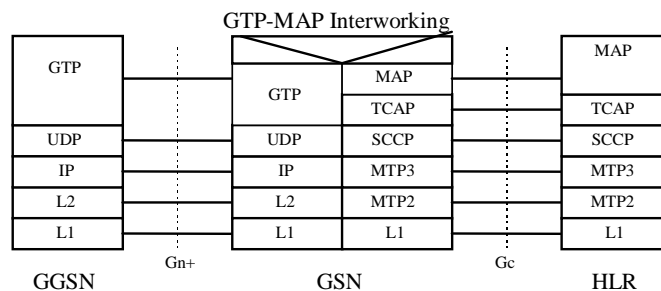 GTP-MAP Interworking
GTP
GTP
MAP
MAP
TCAP
TCAP
UDP
UDP
SCCP
SCCP
IP
IP
MTP3
MTP3
L2
L2
MTP2
MTP2
L1
L1
L1
L1
Gn+
Gc
GGSN
GSN
HLR